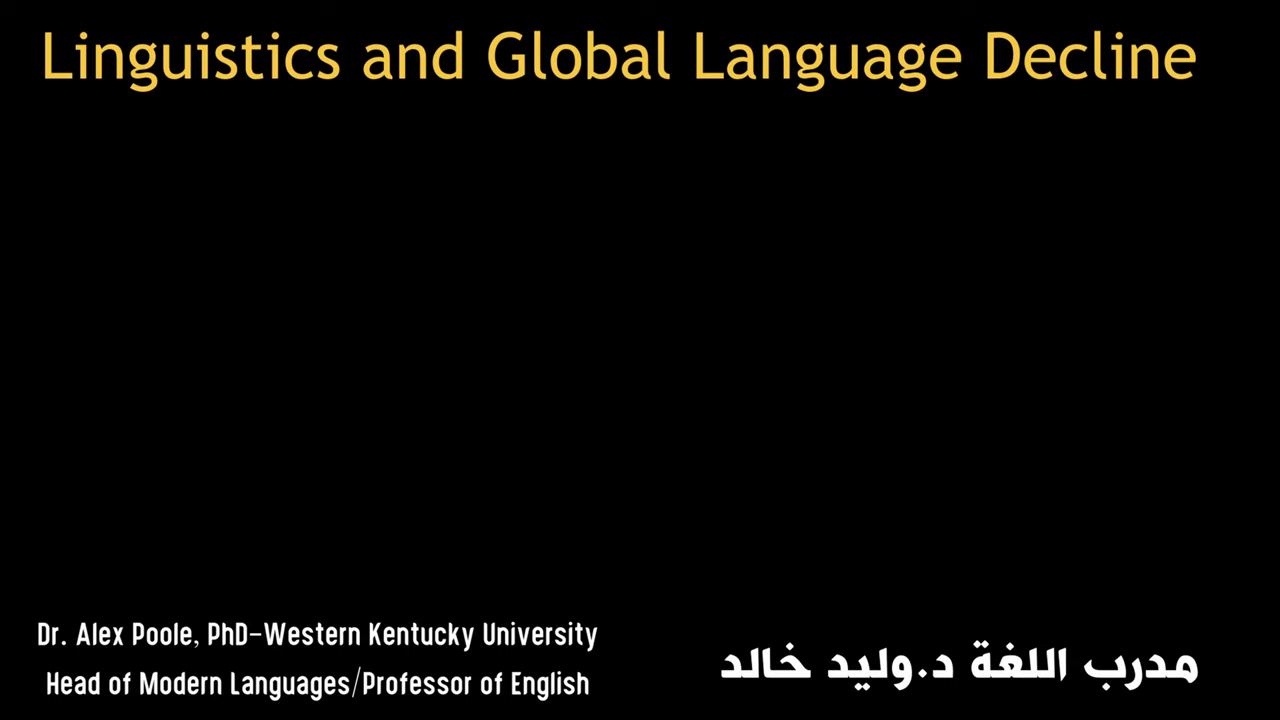 Linguistics and Global Language Decline
Dr. Alex Poole, PhD-Western Kentucky University
Head of Modern Languages/Professor of English
مدرب اللغة د.وليد خالد